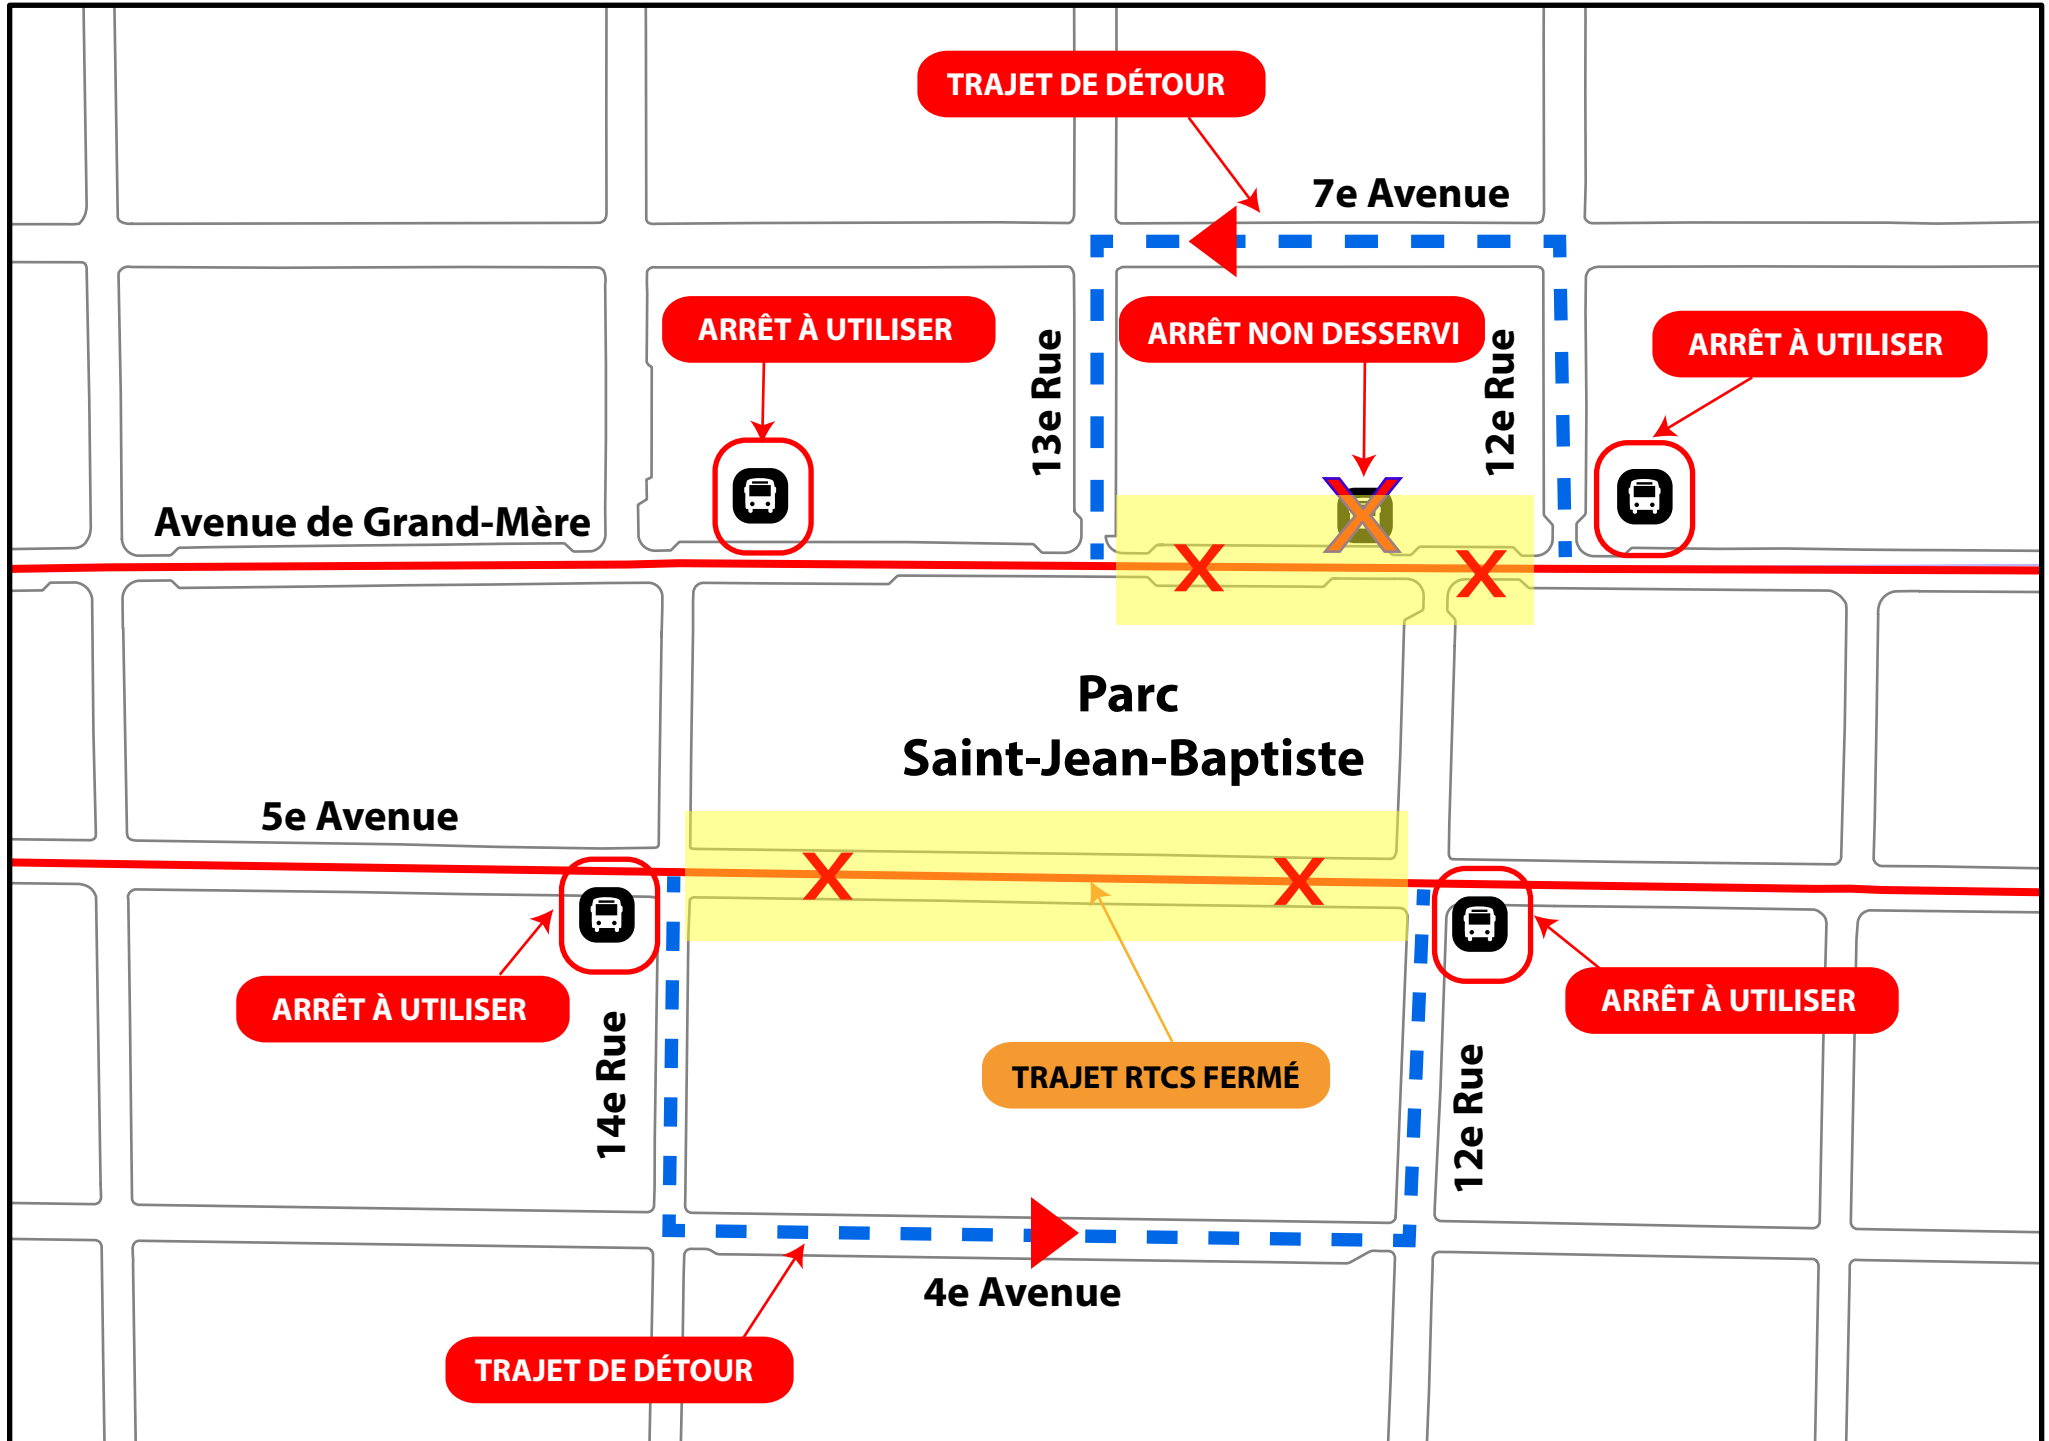 TRAJET DE DÉTOUR
7e Avenue
ARRÊT À UTILISER
ARRÊT NON DESSERVI
ARRÊT À UTILISER
13e Rue
12e Rue
Avenue de Grand-Mère
Parc
Saint-Jean-Baptiste
5e Avenue
ARRÊT À UTILISER
ARRÊT À UTILISER
14e Rue
TRAJET RTCS FERMÉ
12e Rue
4e Avenue
TRAJET DE DÉTOUR